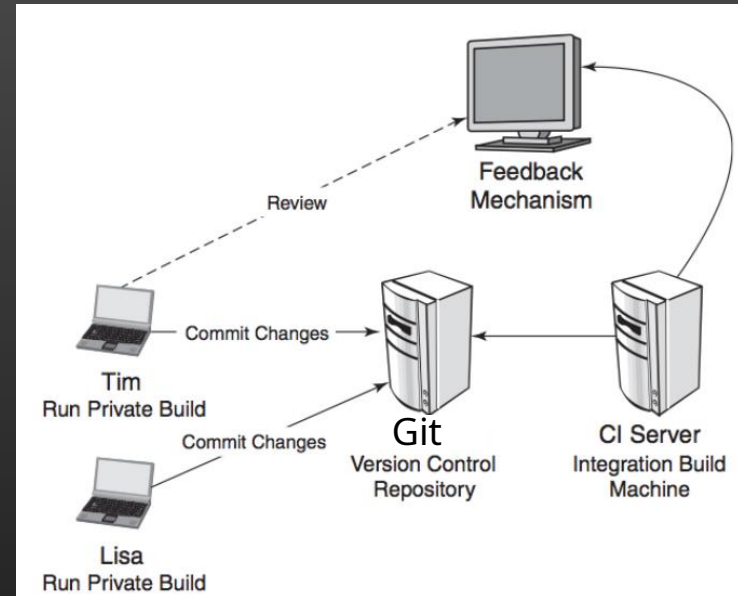 Feedback
Mechanism
Review
Commit Changes
Tim
Run Private Build
Commit Changes
Git
Version Control
Repository
CI Server
Integration Build
Machine
Lisa
Run Private Build